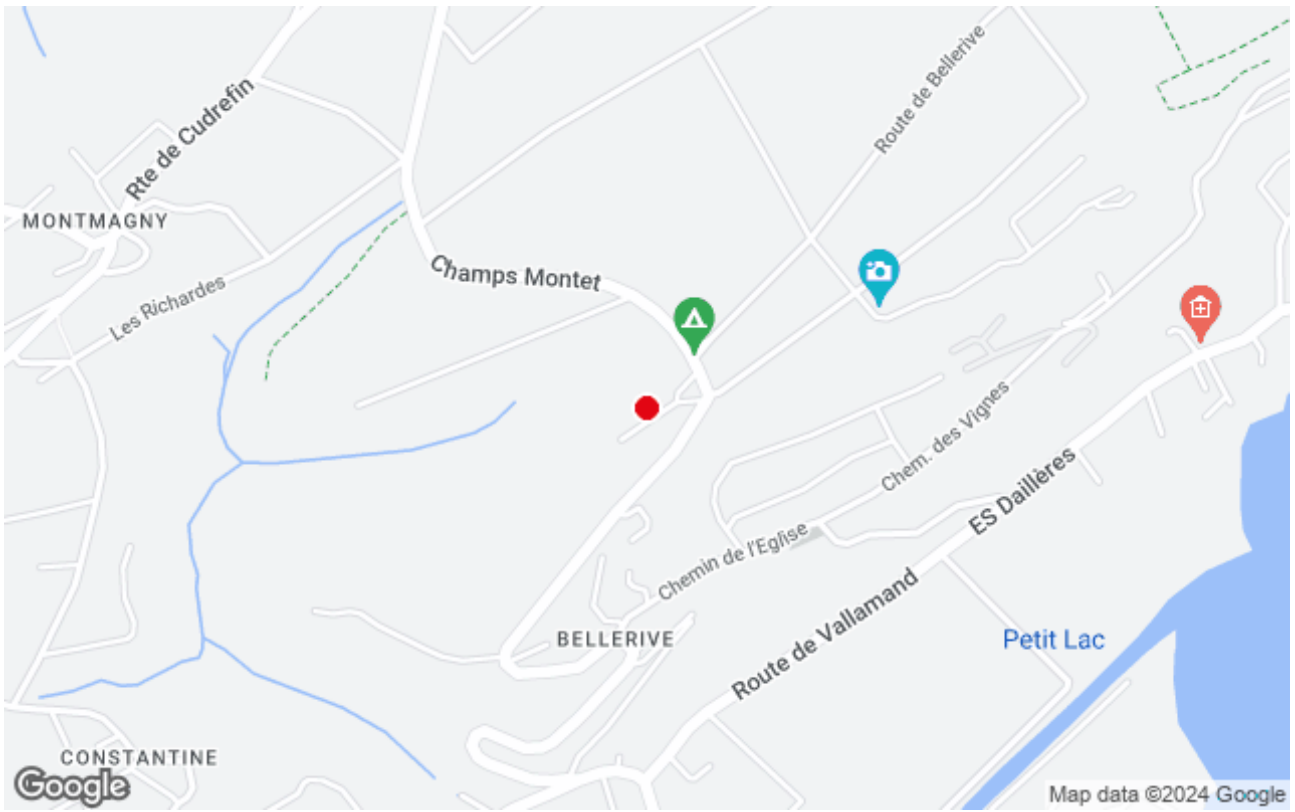 Rte de Cudrefin
Route de Bellerive
MONTMAGNY
Champs Montet
Les Richardes
Chem. des Vignes
ES Daillères
Chemin de l'Eglise
Route de Vallamand
BELLERIVE
Petit Lac
CONSTANTINE
Google
Map data ©2024 Google